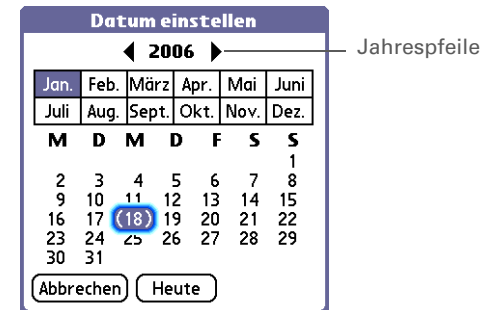 Datum einstellen
2006
Jahrespfeile
Jan. Feb. März Apr. Mai Juni
Juli Aug. Sept. Okt. Nov. Dez.
M D M D F S S
1
2 3 4 5 6 7 8
9 10 11 12 13 14 15
16 17 (18) 19 20 21 22
23 24 25 26 27 28 29
30 31
Abbrechen Heute